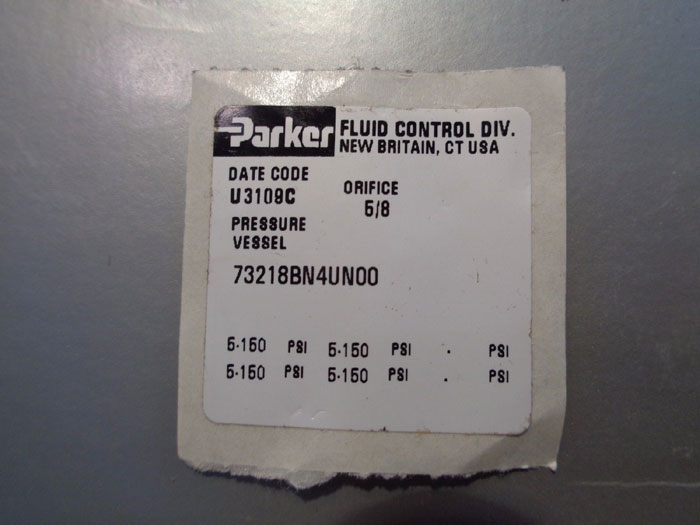 Parker FLUID CONTROL DIV.
NEW BRITAIN, CT USA
DATE CODE
U3109C
ORIFICE
5/8
PRESSURE
VESSEL
73218BN4UN00
5-150 PSI 5-150 PSI - PSI
5-150 PSI 5-150 PSI - PSI